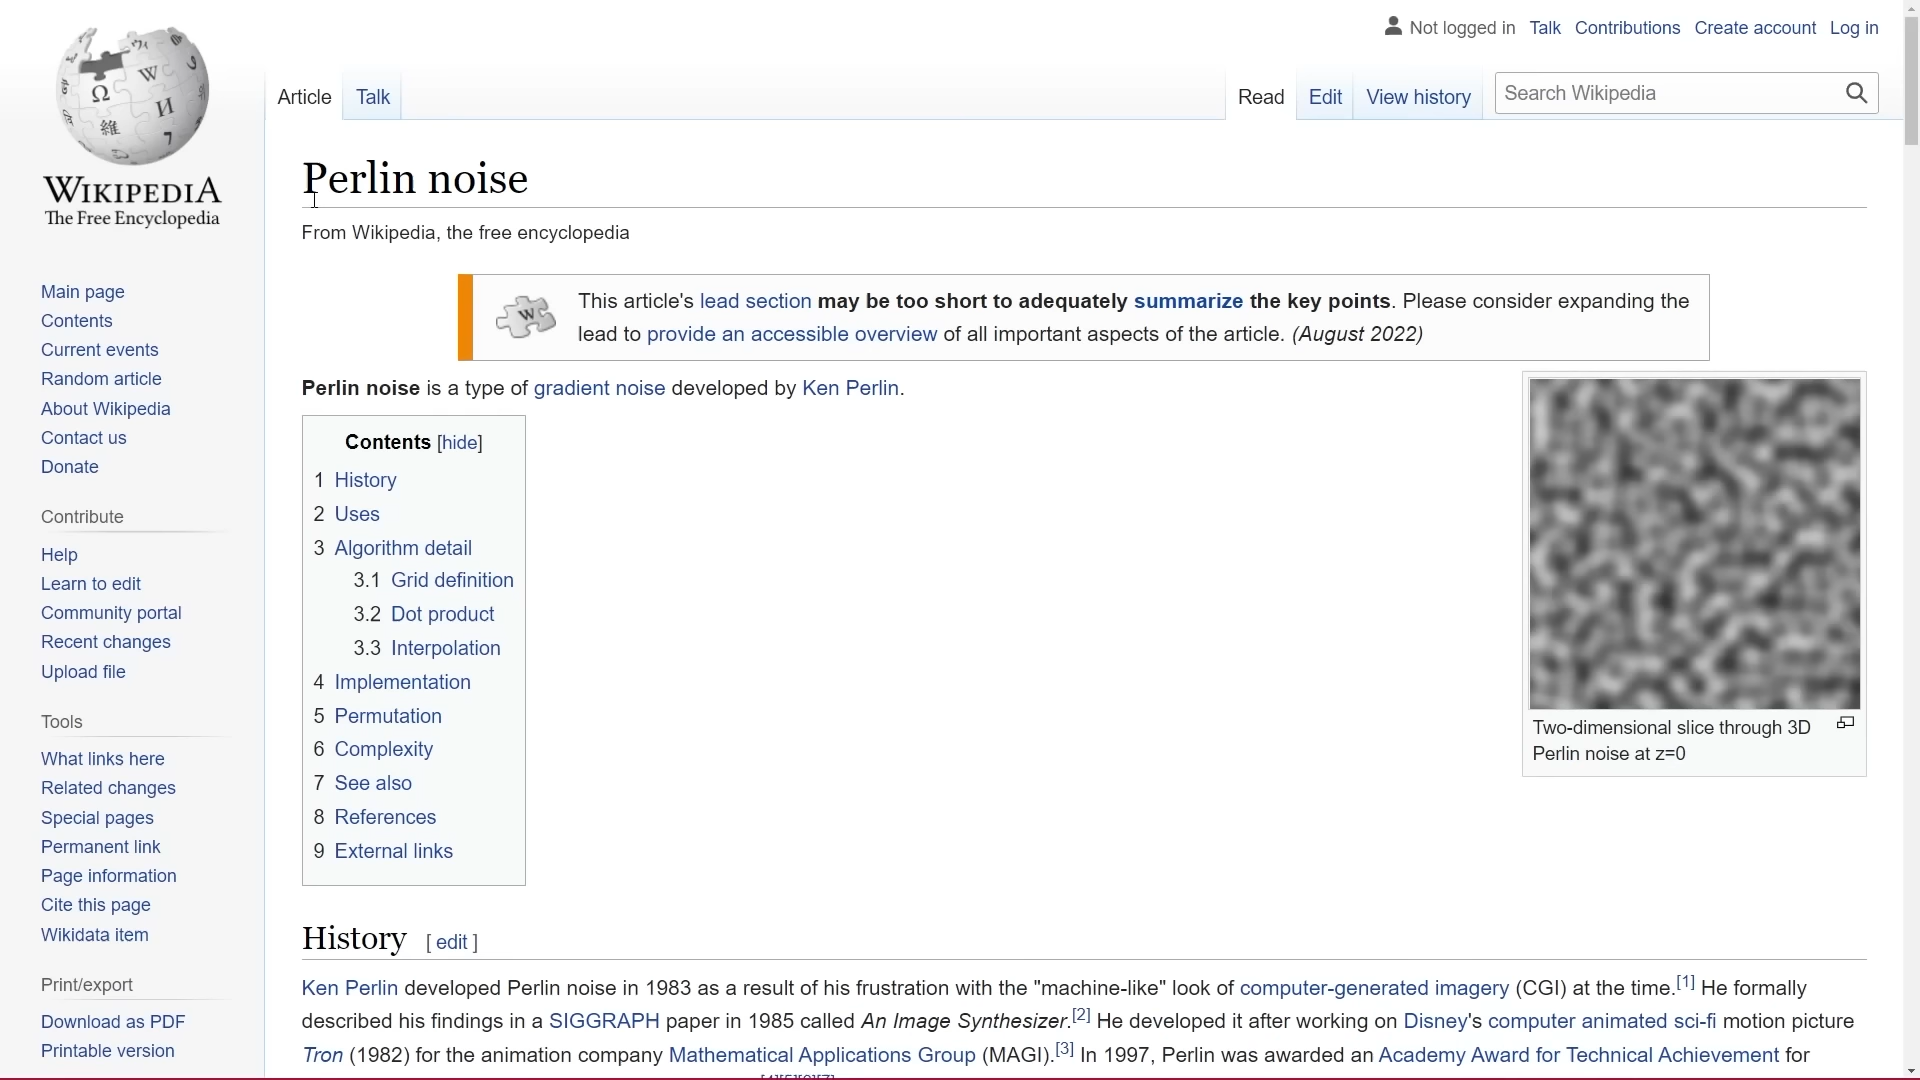 Not logged in Talk Contributions Create account Log in
Article Talk Read Edit View history Search Wikipedia
WIKIPEDIA
The Free Encyclopedia
Main page
Contents
Current events
Random article
About Wikipedia
Contact us
Donate
Contribute
Help
Learn to edit
Community portal
Recent changes
Upload file
Tools
What links here
Related changes
Special pages
Permanent link
Page information
Cite this page
Wikidata item
Print/export
Download as PDF
Printable version
Perlin noise
From Wikipedia, the free encyclopedia
This article's lead section may be too short to adequately summarize the key points. Please consider expanding the
lead to provide an accessible overview of all important aspects of the article. (August 2022)
Perlin noise is a type of gradient noise developed by Ken Perlin.
Contents [hide]
1 History
2 Uses
3 Algorithm detail
3.1 Grid definition
3.2 Dot product
3.3 Interpolation
4 Implementation
5 Permutation
6 Complexity
7 See also
8 References
9 External links
Two-dimensional slice through 3D
Perlin noise at z=0
History [ edit ]
Ken Perlin developed Perlin noise in 1983 as a result of his frustration with the "machine-like" look of computer-generated imagery (CGI) at the time.[1] He formally
described his findings in a SIGGRAPH paper in 1985 called An Image Synthesizer.[2] He developed it after working on Disney's computer animated sci-fi motion picture
Tron (1982) for the animation company Mathematical Applications Group (MAGI).[3] In 1997, Perlin was awarded an Academy Award for Technical Achievement for